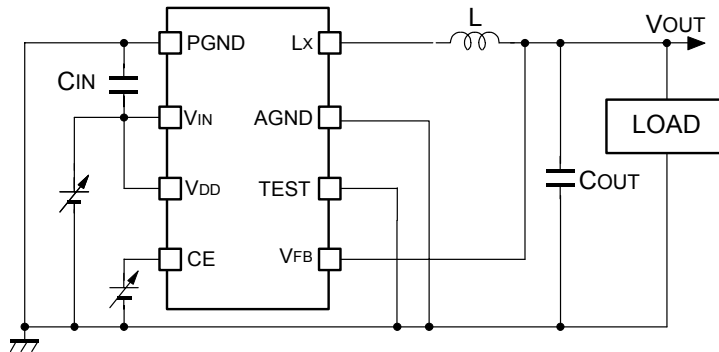 L
VOUT
PGND
LX
CIN
VIN
AGND
LOAD
VDD
TEST
COUT
CE
VFB